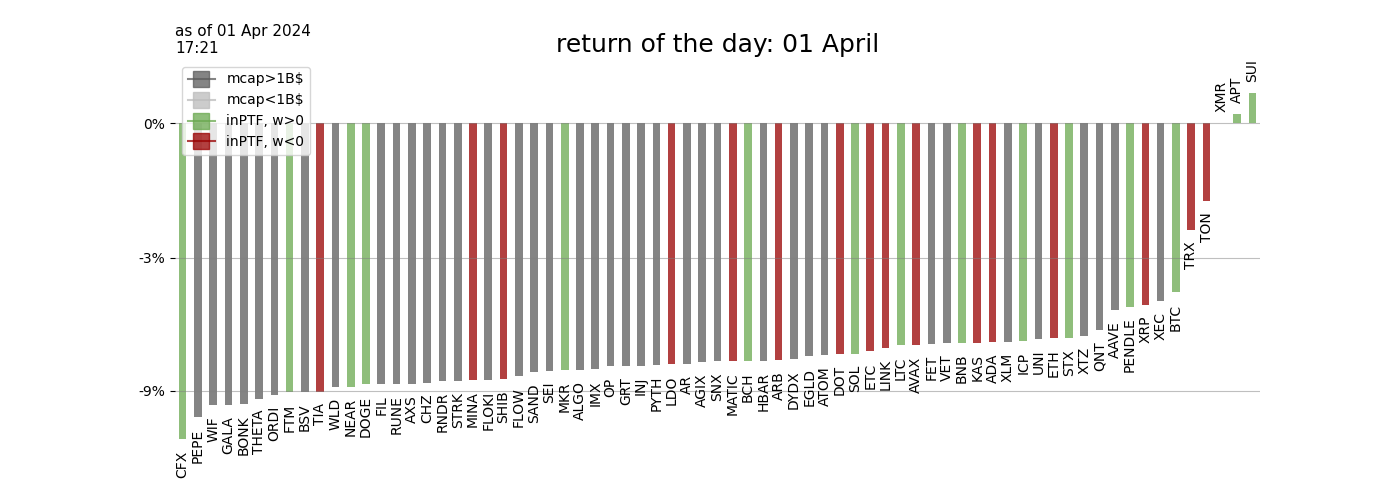 as of 01 Apr 2024
17:21
return of the day: 01 April
mcap>1B$
mcap<1B$
inPTF, w>0
inPTF, w<0
0%
-3%
-9%
CFX
PEPE
WIF
GALA
BONK
THETA
ORDI
FTM
BSV
TIA
WLD
NEAR
DOGE
FIL
RUNE
AXS
CHZ
RNDR
STRK
MINA
FLOKI
SHIB
FLOW
SAND
SEI
MKR
ALGO
IMX
OP
GRT
INJ
PYTH
LDO
AR
AGIX
SNX
MATIC
BCH
HBAR
ARB
DYDX
EGLD
ATOM
DOT
SOL
ETC
LINK
LTC
AVAX
FET
VET
BNB
KAS
ADA
XLM
ICP
UNI
ETH
STX
XTZ
QNT
AAVE
PENDLE
XRP
XEC
BTC
TRX
TON
XMR
APT
SUI